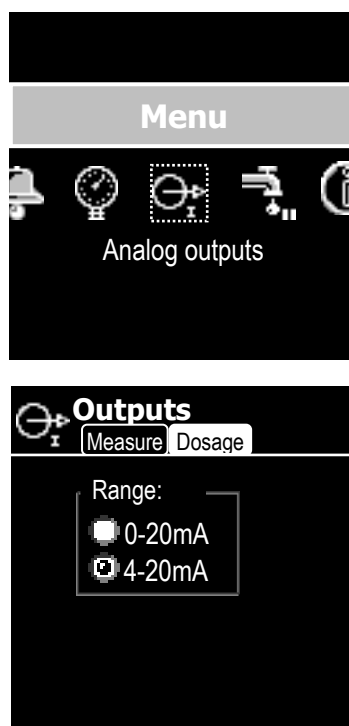 Menu
I
Analog outputs
I
Outputs
Measure Dosage
Range:
0-20mA
4-20mA